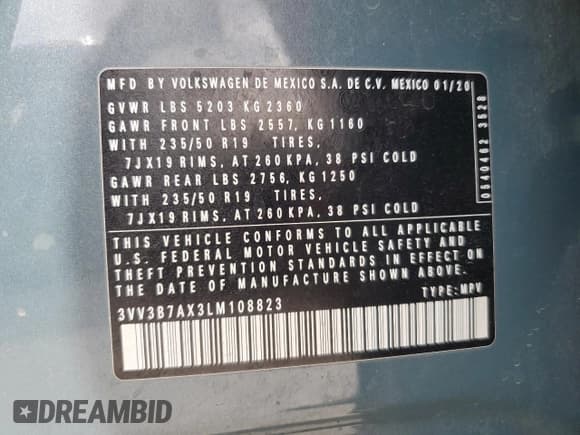 MFD BY VOLKSWAGEN DE MEXICO S.A. DE C.V. MEXICO 01/20
GVWR LBS 5203 KG 2360
GAWR FRONT LBS 2557, KG 1160
WITH 235/50 R19 TIRES,
7JX19 RIMS, AT 260 KPA, 38 PSI COLD
GAWR REAR LBS 2756, KG 1250
WITH 235/50 R19 TIRES,
7JX19 RIMS, AT 260 KPA, 38 PSI COLD
THIS VEHICLE CONFORMS TO ALL APPLICABLE
U.S. FEDERAL MOTOR VEHICLE SAFETY AND
THEFT PREVENTION STANDARDS IN EFFECT ON
THE DATE OF MANUFACTURE SHOWN ABOVE.
3VV3B7AX3LM108823
TYPE: MPV
0540402 3528
DREAMBID